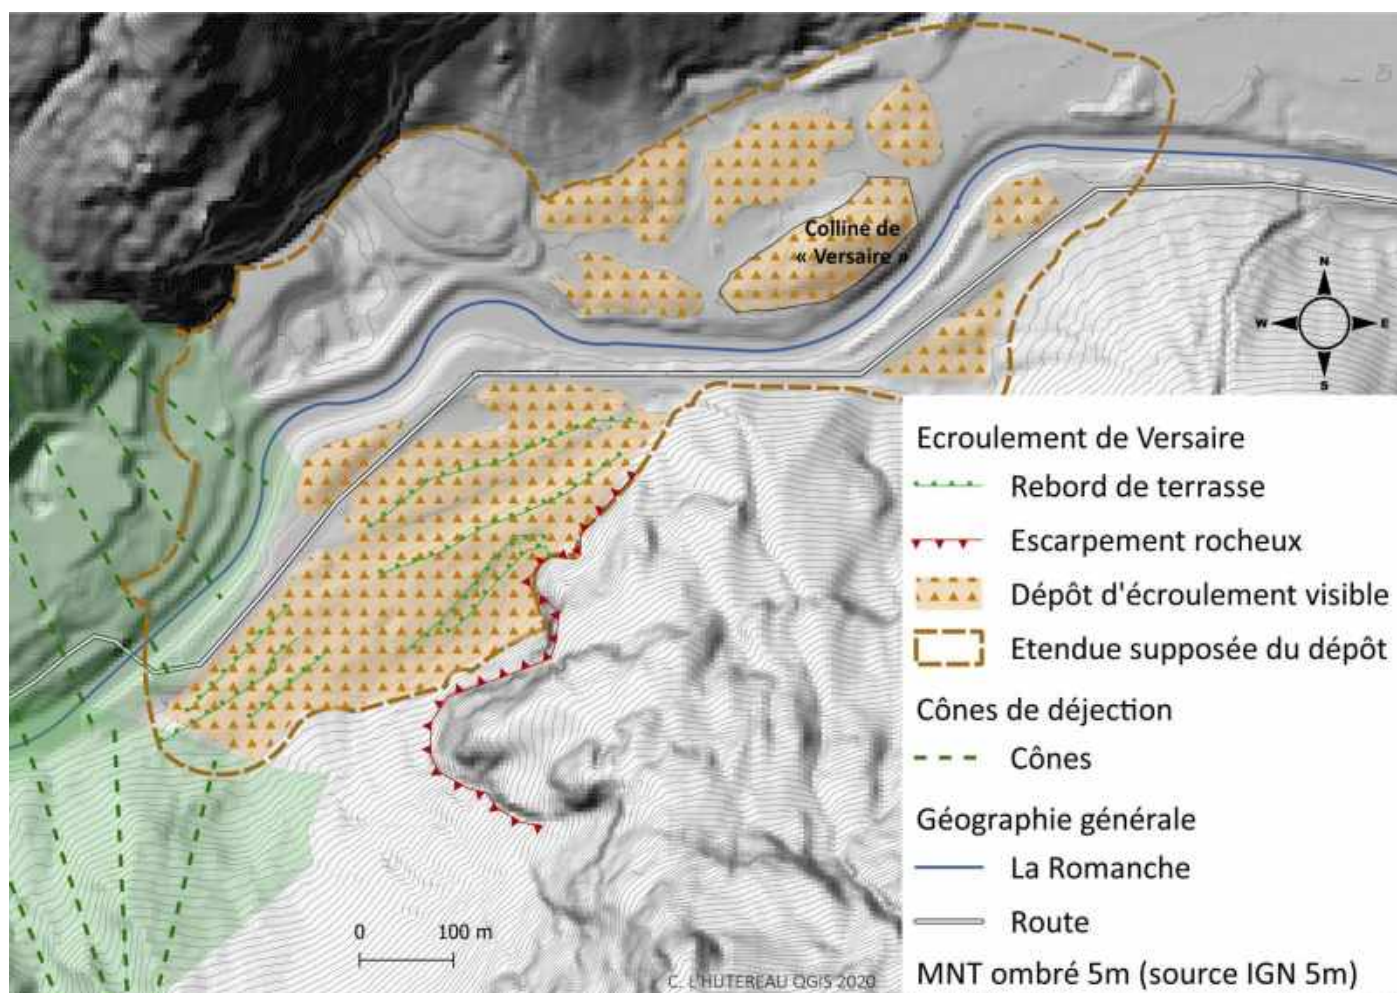 Colline de
« Versaire »
N
W
E
S
Ecroulement de Versaire
Rebord de terrasse
Escarpement rocheux
Dépôt d'écroulement visible
Etendue supposée du dépôt
Cônes de déjection
Cônes
Géographie générale
La Romanche
Route
MNT ombré 5m (source IGN 5m)
0 100 m
C. L'HUTEREAU QGIS 2020